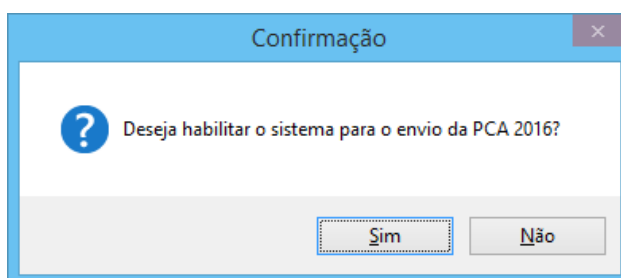 Confirmação
Deseja habilitar o sistema para o envio da PCA 2016?
Sim
Não